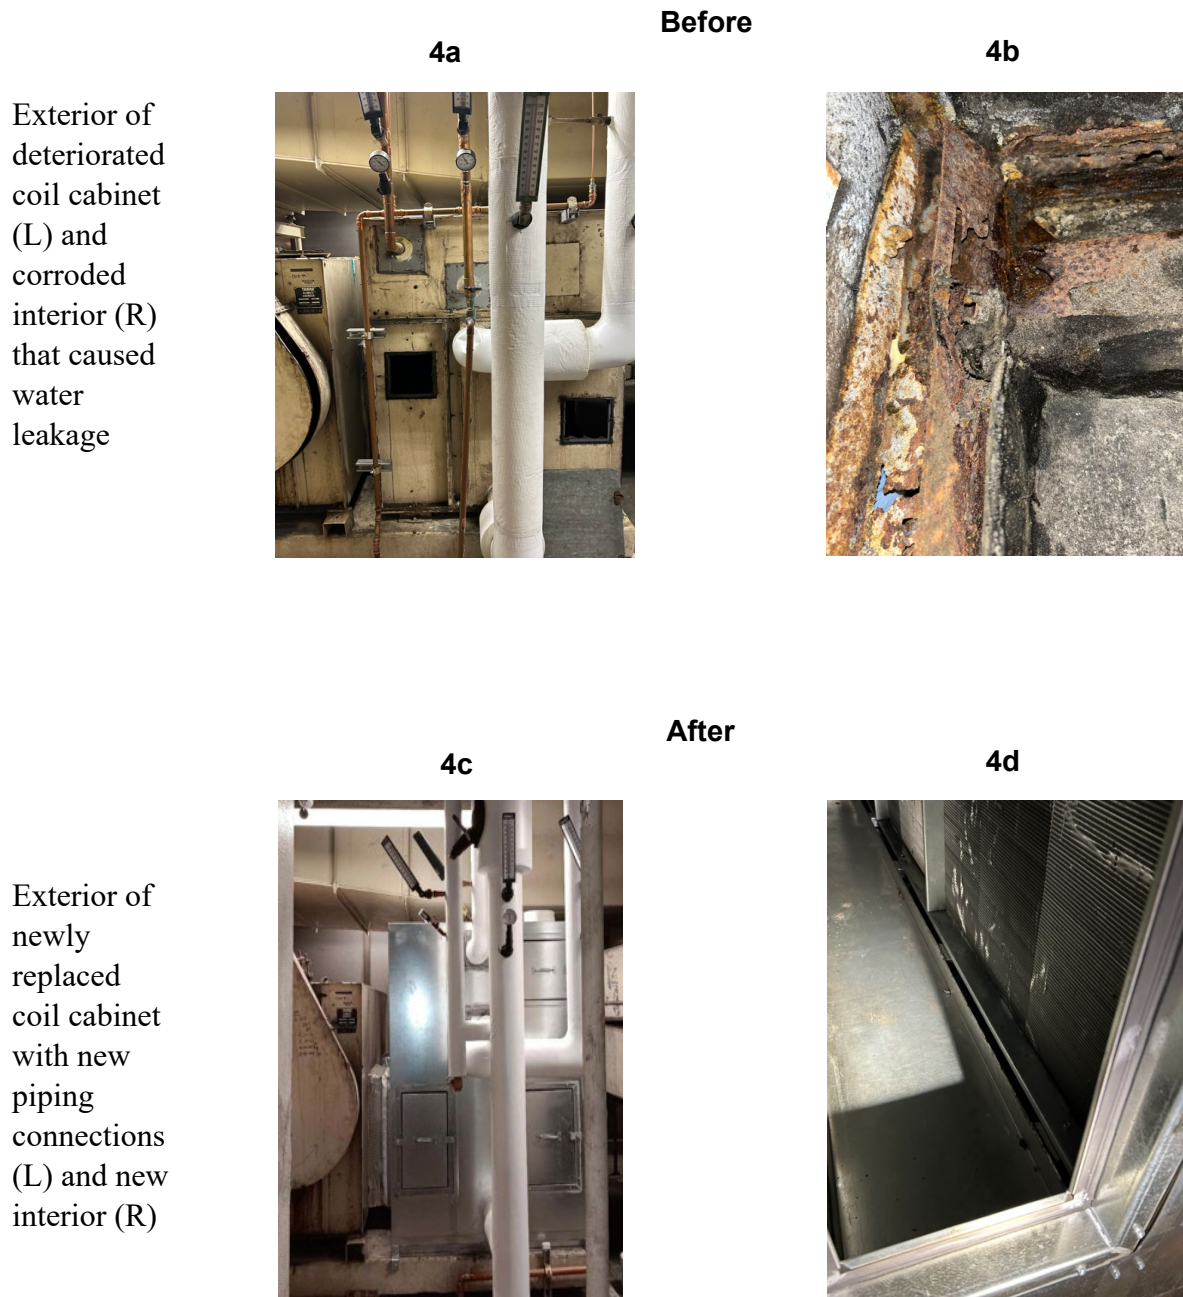 Before
4a
4b
Exterior of
deteriorated
coil cabinet
(L) and
corroded
interior (R)
that caused
water
leakage
After
4c
4d
Exterior of
newly
replaced
coil cabinet
with new
piping
connections
(L) and new
interior (R)